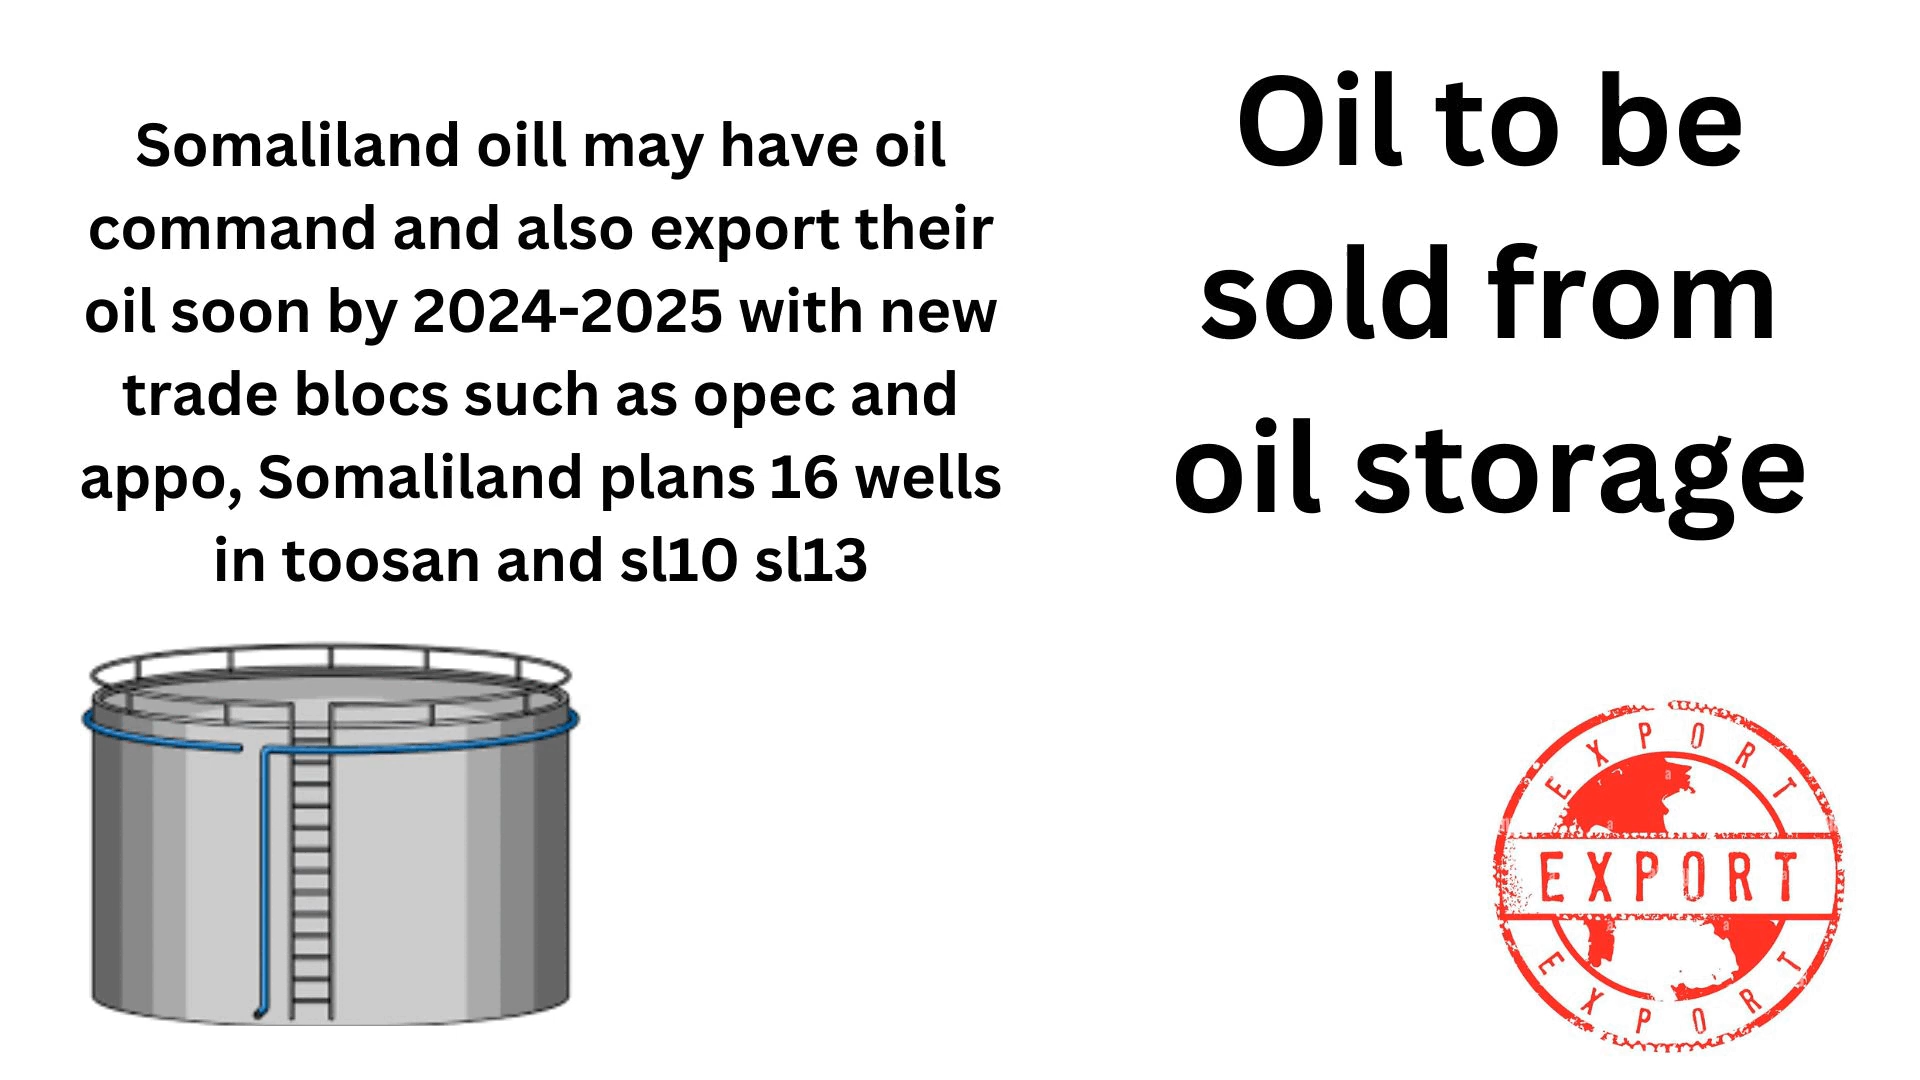 Somaliland oill may have oil
command and also export their
oil soon by 2024-2025 with new
trade blocs such as opec and
appo, Somaliland plans 16 wells
in toosan and sl10 sl13
Oil to be
sold from
oil storage
EXPORT
EXPORT
EXPORT